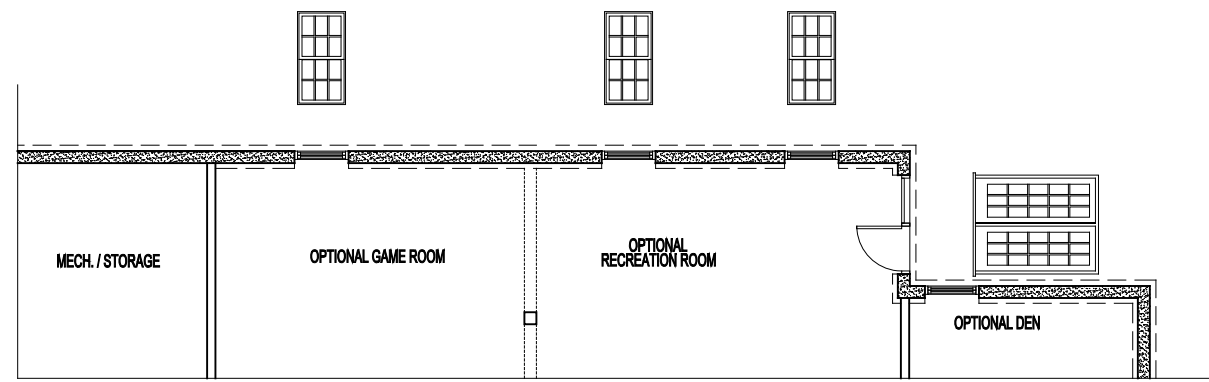 MECH. / STORAGE
OPTIONAL GAME ROOM
OPTIONAL
RECREATION ROOM
OPTIONAL DEN